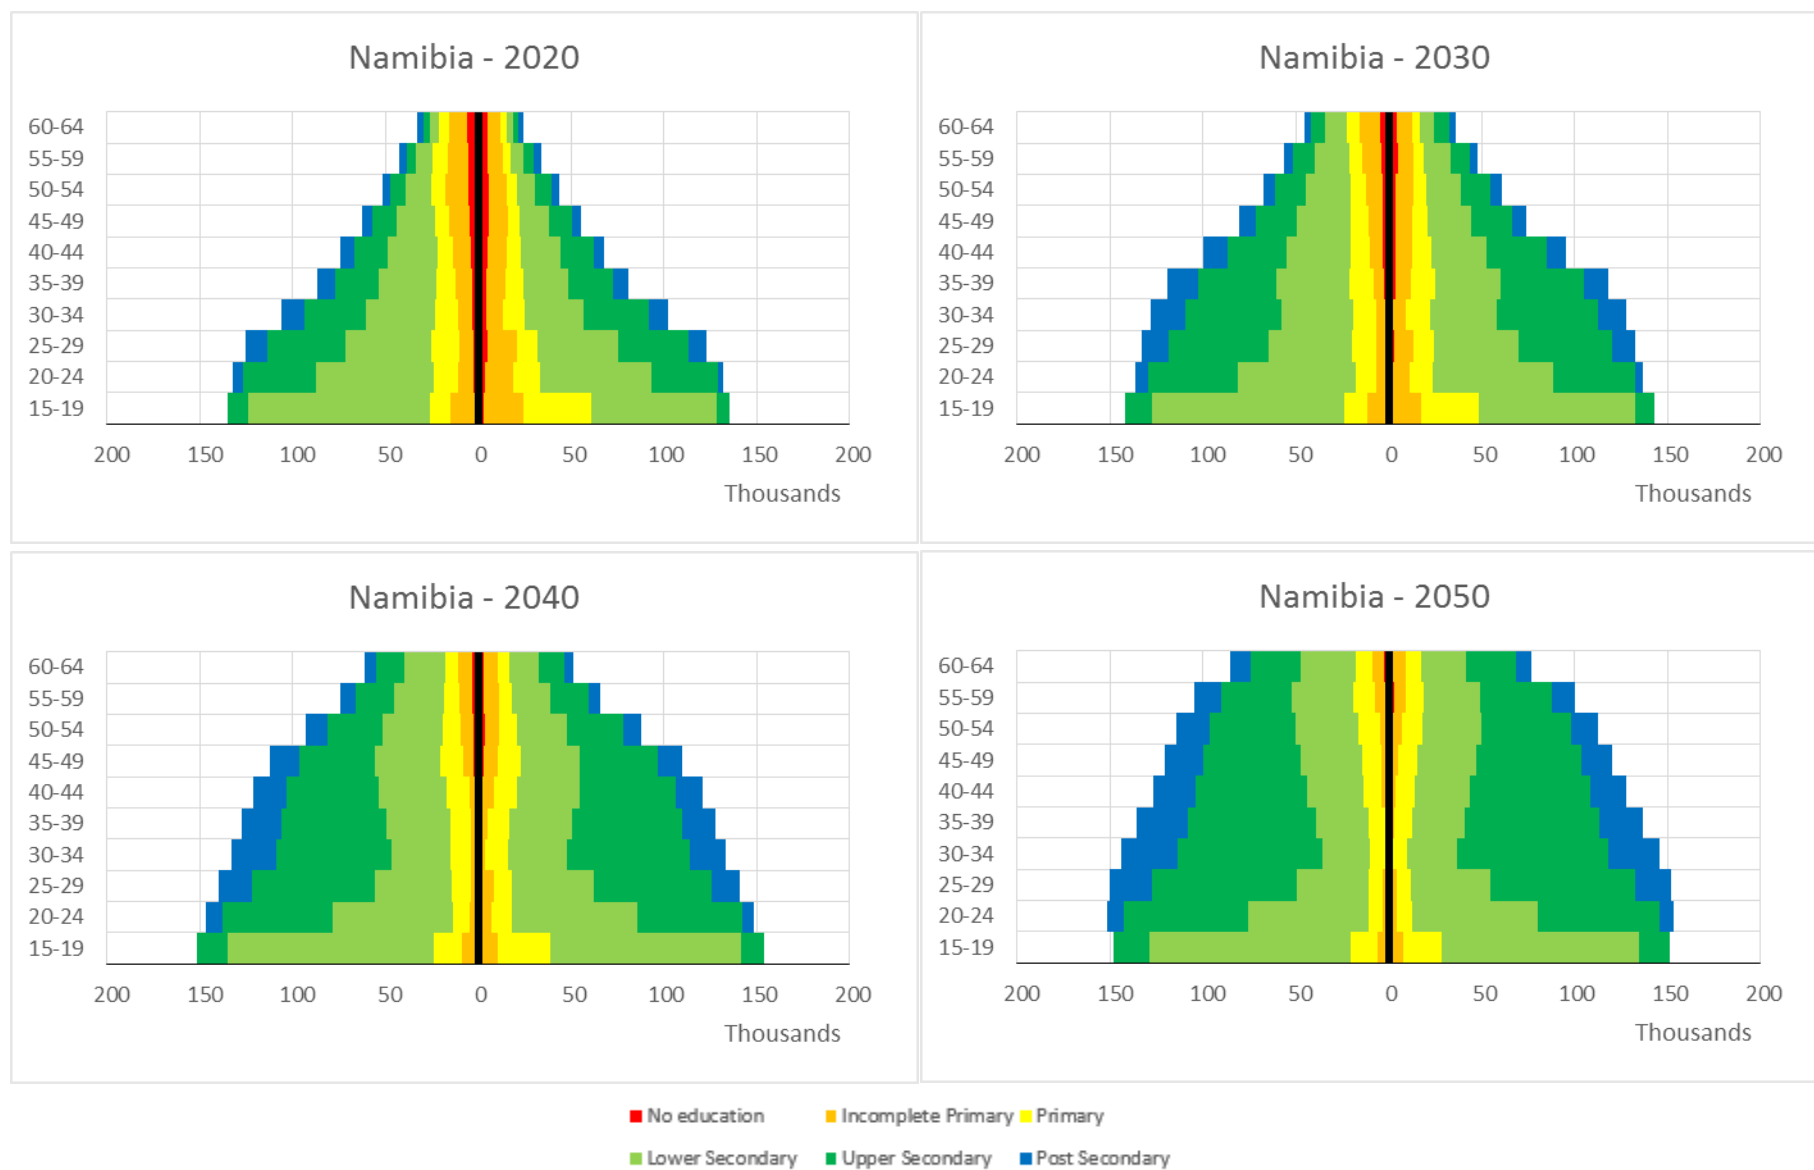 Namibia - 2020
60-64
55-59
50-54
45-49
40-44
35-39
30-34
25-29
20-24
15-19
200 150 100 50 0 50 100 150 200
Thousands
Namibia - 2030
60-64
55-59
50-54
45-49
40-44
35-39
30-34
25-29
20-24
15-19
200 150 100 50 0 50 100 150 200
Thousands
Namibia - 2040
60-64
55-59
50-54
45-49
40-44
35-39
30-34
25-29
20-24
15-19
200 150 100 50 0 50 100 150 200
Thousands
Namibia - 2050
60-64
55-59
50-54
45-49
40-44
35-39
30-34
25-29
20-24
15-19
200 150 100 50 0 50 100 150 200
Thousands
No education Incomplete Primary Primary
Lower Secondary Upper Secondary Post Secondary